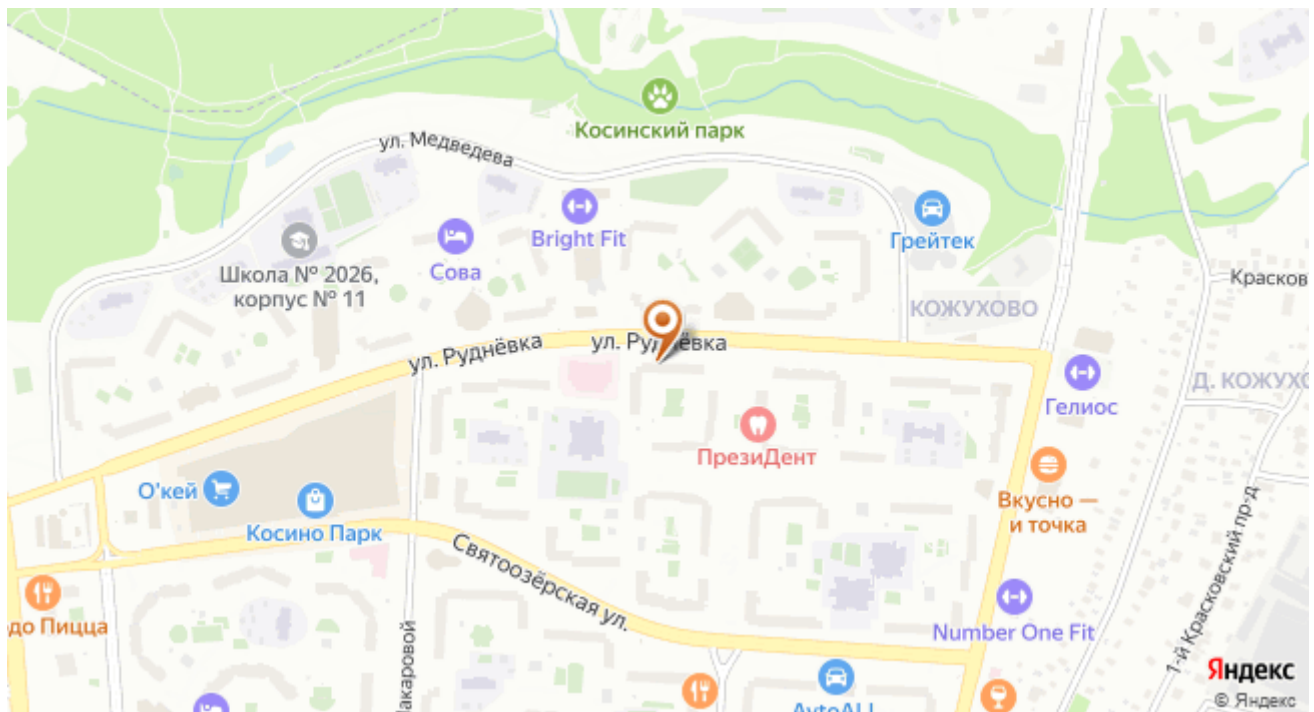 Косинский парк
ул. Медведева
Bright Fit
Грейтек
Сова
Школа № 2026,
корпус № 11
Красков
КОЖУХОВО
ул. Руднёвка
ул. Руднёвка
Д. КОЖУХО
Гелиос
ПрезиДент
О'кей
Вкусно —
и точка
Косино Парк
Святоозёрская ул.
1-й Красковский пр-д
до Пицца
Number One Fit
Макаровой
Яндекс
© Яндекс
AvtoALL